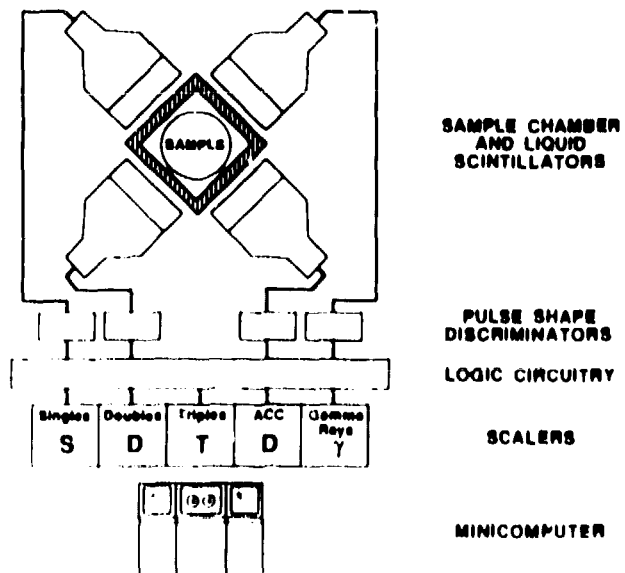 SAMPLE
SAMPLE CHAMBER
AND LIQUID
SCINTILLATORS
PULSE SHAPE
DISCRIMINATORS
LOGIC CIRCUITRY
Singles
S
Doubles
D
Triples
T
ACC
D
Gamma
Rays
γ
SCALERS
MINICOMPUTER